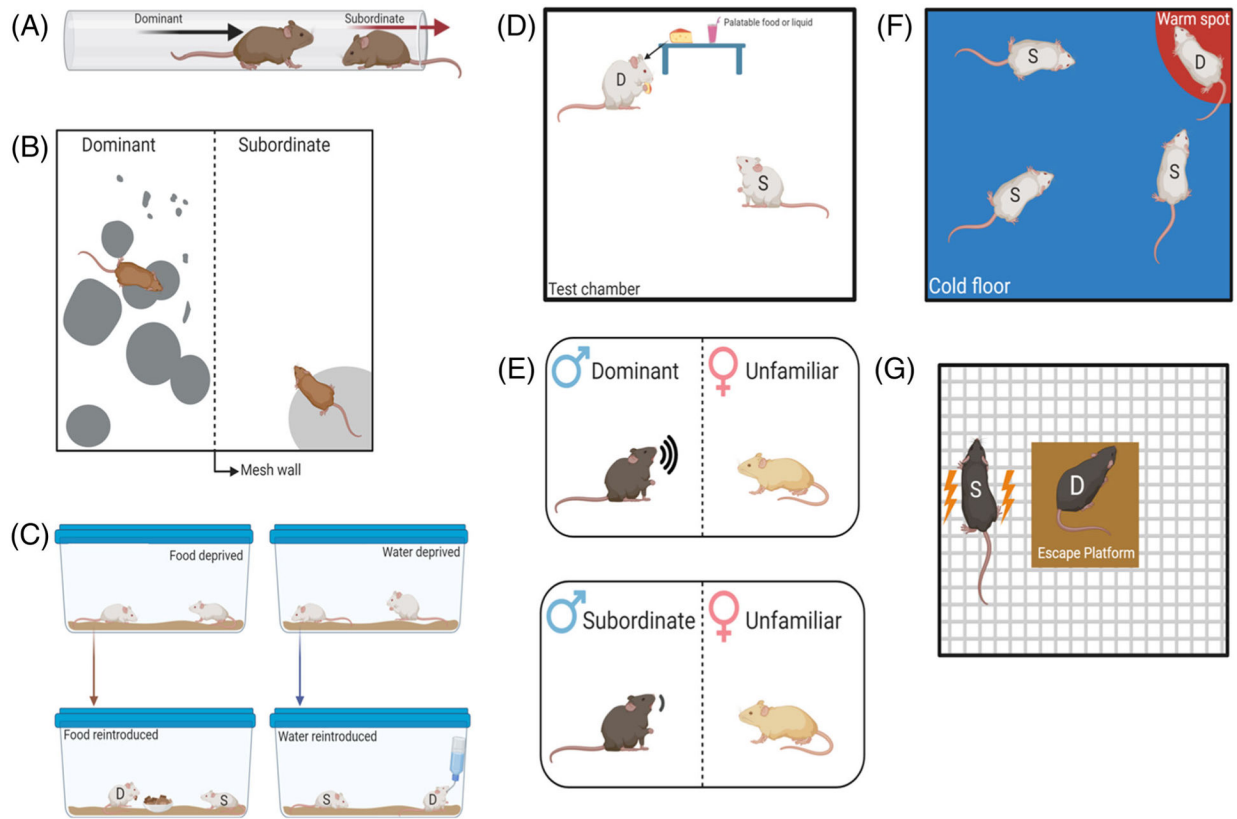 (A)
Dominant
Subordinate
(B)
Dominant
Subordinate
Mesh wall
(C)
Food deprived
Water deprived
Food reintroduced
Water reintroduced
D
S
S
D
(D)
Palatable food or liquid
D
S
Test chamber
(E)
Dominant
Unfamiliar
Subordinate
Unfamiliar
(F)
Warm spot
S
D
S
S
Cold floor
(G)
S
D
Escape Platform